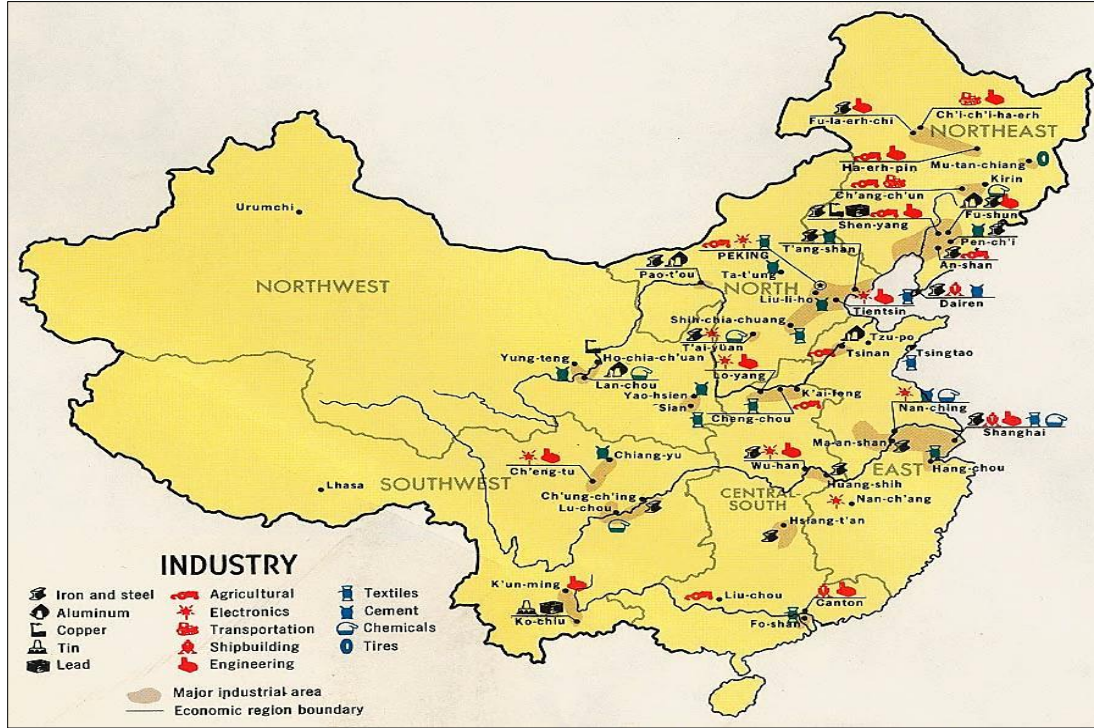 Fu-la-erh-chi
Ch'i-ch'i-ha-erh
NORTHEAST
Ha-erh-pin
Mu-tan-chiang
Kirin
Ch'ang-ch'un
Fu-shun
Shen-yang
Pen-ch'i
An-shan
T'ang-shan
PEKING
Ta-t'ung
Pao-t'ou
NORTH
Liu-li-ho
Tientsin
Dairen
Urumchi
NORTHWEST
Shih-chia-chuang
T'ai-yüan
Tzu-po
Tsinan
Tsingtao
Yung-teng
Ho-chia-ch'uan
Lan-chou
Lo-yang
K'ai-feng
Yao-hsien
Sian
Cheng-chou
Nan-ching
Shanghai
Ma-an-shan
Hang-chou
EAST
Wu-han
Huang-shih
Chiang-yu
Ch'eng-tu
Lhasa
SOUTHWEST
Ch'ung-ch'ing
Lu-chou
CENTRAL-
SOUTH
Nan-ch'ang
Hsiang-t'an
K'un-ming
Ko-chiu
Liu-chou
Canton
Fo-shan
INDUSTRY
Iron and steel
Aluminum
Copper
Tin
Lead
Agricultural
Electronics
Transportation
Shipbuilding
Engineering
Textiles
Cement
Chemicals
Tires
Major industrial area
Economic region boundary